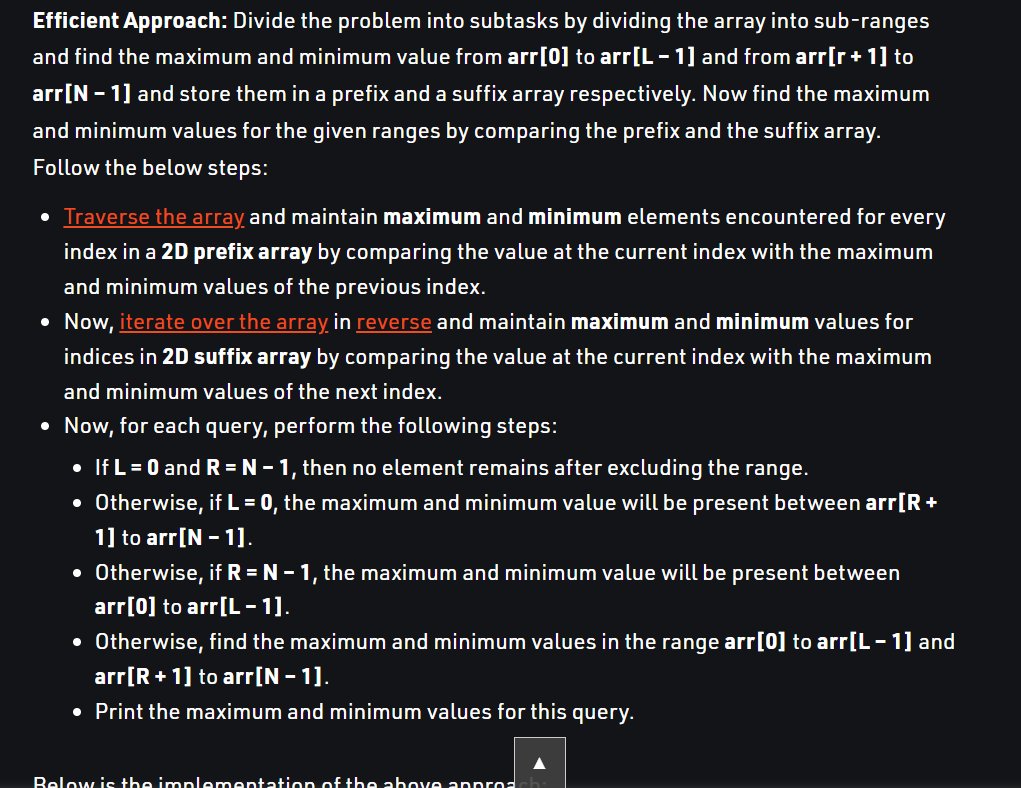 Efficient Approach: Divide the problem into subtasks by dividing the array into sub-ranges
and find the maximum and minimum value from arr[0] to arr[L – 1] and from arr[r + 1] to
arr[N – 1] and store them in a prefix and a suffix array respectively. Now find the maximum
and minimum values for the given ranges by comparing the prefix and the suffix array.
Follow the below steps:
• Traverse the array and maintain maximum and minimum elements encountered for every
index in a 2D prefix array by comparing the value at the current index with the maximum
and minimum values of the previous index.
• Now, iterate over the array in reverse and maintain maximum and minimum values for
indices in 2D suffix array by comparing the value at the current index with the maximum
and minimum values of the next index.
• Now, for each query, perform the following steps:
• If L = 0 and R = N – 1, then no element remains after excluding the range.
• Otherwise, if L = 0, the maximum and minimum value will be present between arr[R +
1] to arr[N – 1].
• Otherwise, if R = N – 1, the maximum and minimum value will be present between
arr[0] to arr[L – 1].
• Otherwise, find the maximum and minimum values in the range arr[0] to arr[L – 1] and
arr[R + 1] to arr[N – 1].
• Print the maximum and minimum values for this query.
Below is the implementation of the above approach: